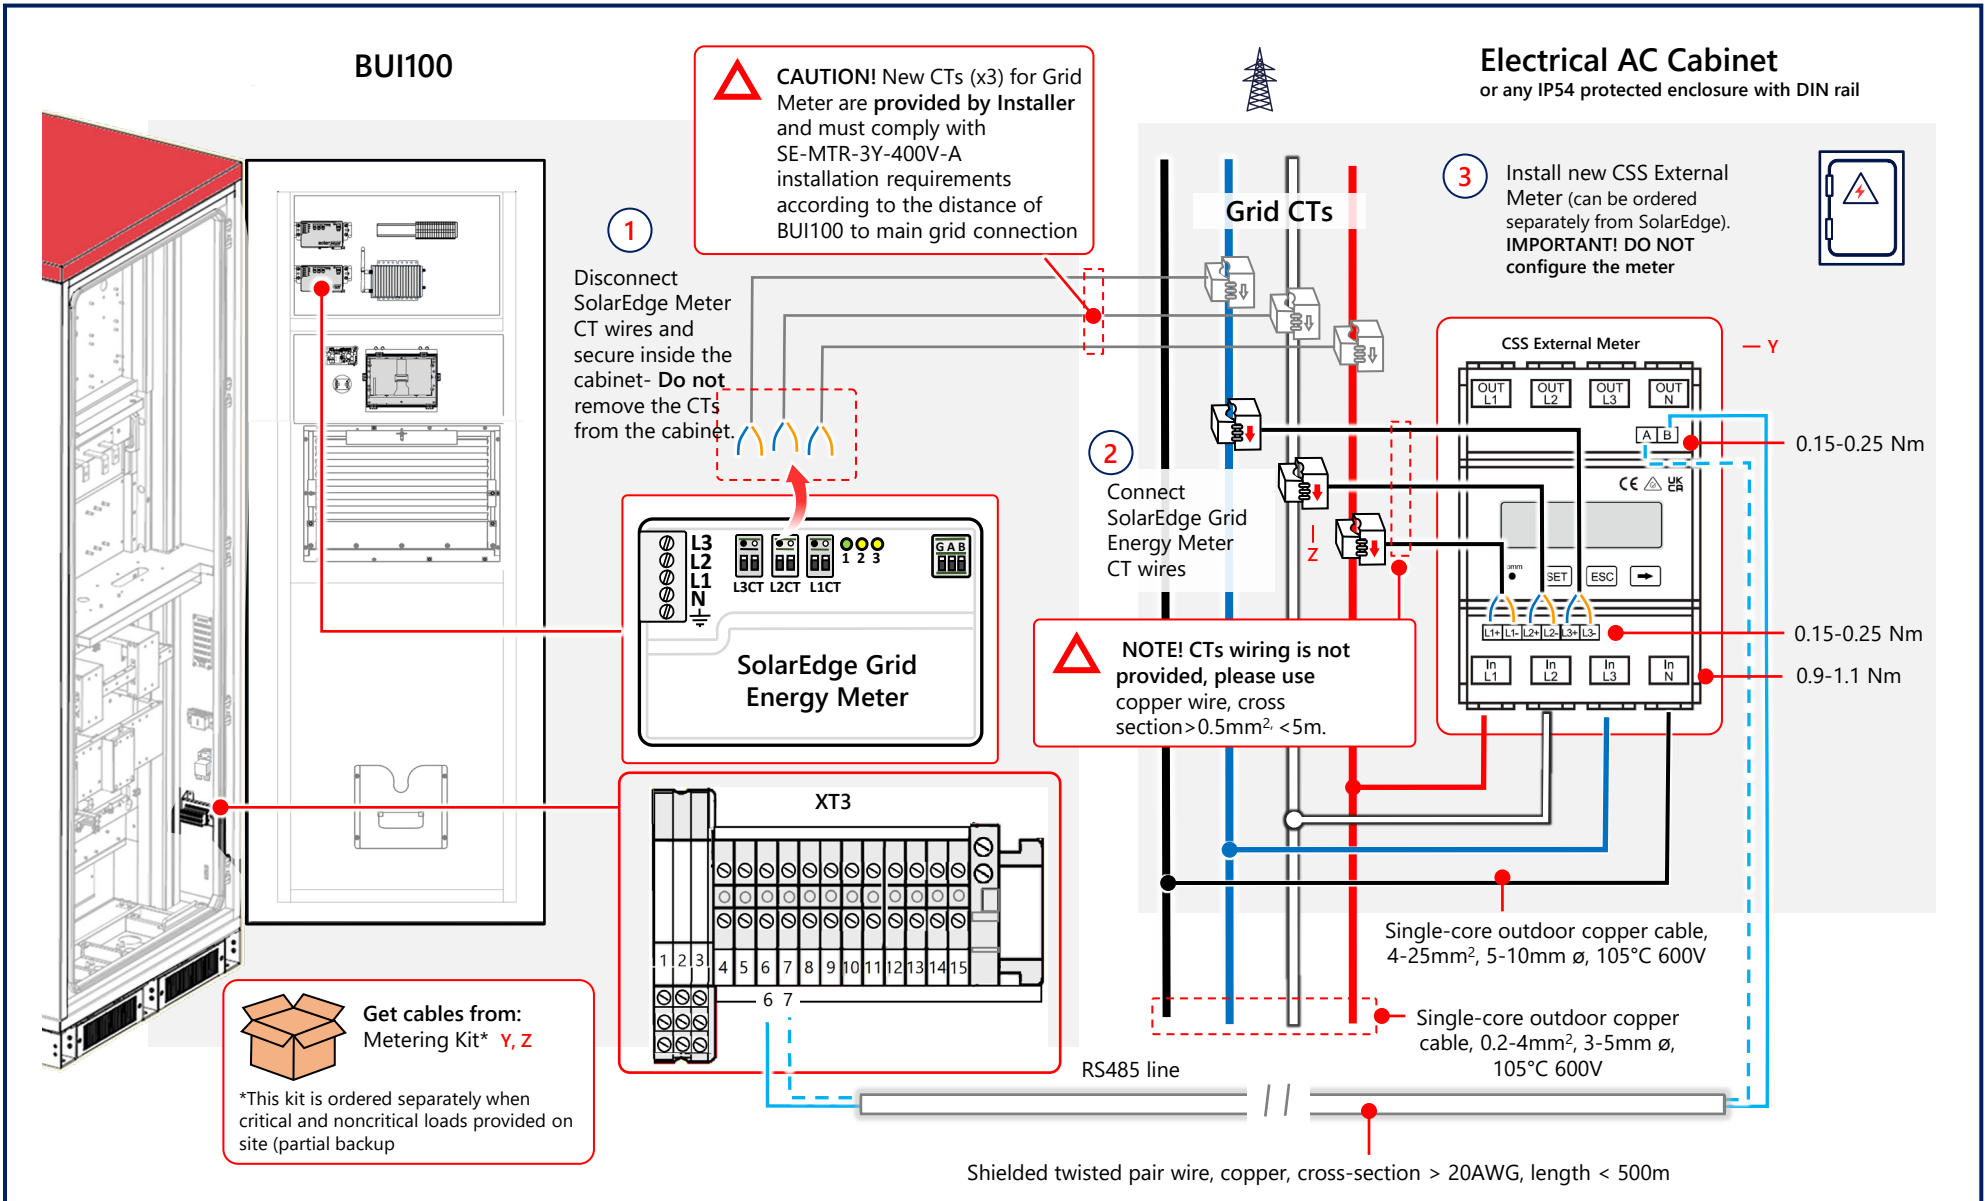 BUI100
CAUTION! New CTs (x3) for Grid
Meter are provided by Installer
and must comply with
SE-MTR-3Y-400V-A
installation requirements
according to the distance of
BUI100 to main grid connection
Electrical AC Cabinet
or any IP54 protected enclosure with DIN rail
1
Disconnect
SolarEdge Meter
CT wires and
secure inside the
cabinet- Do not
remove the CTs
from the cabinet.
Grid CTs
3
Install new CSS External
Meter (can be ordered
separately from SolarEdge).
IMPORTANT! DO NOT
configure the meter
CSS External Meter
Y
OUT L1
OUT L2
OUT L3
OUT N
A B
0.15-0.25 Nm
CE UK CA
SET
ESC
L1+ L1- L2+ L2- L3+ L3-
0.15-0.25 Nm
In L1
In L2
In L3
In N
0.9-1.1 Nm
2
Connect
SolarEdge Grid
Energy Meter
CT wires
Z
NOTE! CTs wiring is not
provided, please use
copper wire, cross
section>0.5mm², <5m.
L3
L2
L1
N
L3CT L2CT L1CT
1 2 3
G A B
SolarEdge Grid
Energy Meter
XT3
1 2 3 4 5 6 7 8 9 10 11 12 13 14 15
6 7
Single-core outdoor copper cable,
4-25mm², 5-10mm ø, 105°C 600V
Single-core outdoor copper
cable, 0.2-4mm², 3-5mm ø,
105°C 600V
Get cables from:
Metering Kit* Y, Z
*This kit is ordered separately when
critical and noncritical loads provided on
site (partial backup
RS485 line
Shielded twisted pair wire, copper, cross-section > 20AWG, length < 500m